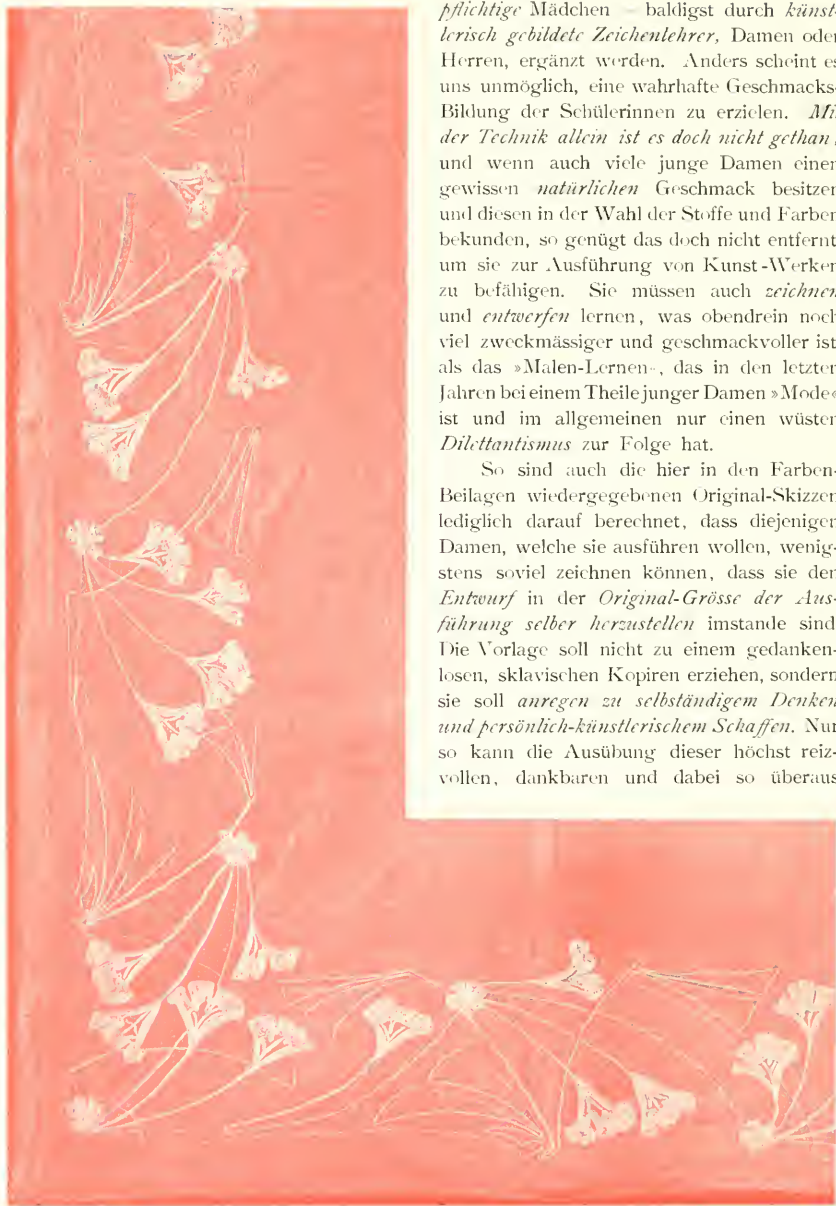 pflichtige Mädchen – baldigst durch künst-
lerisch gebildete Zeichenlehrer, Damen oder
Herren, ergänzt werden. Anders scheint es
uns unmöglich, eine wahrhafte Geschmacks-
Bildung der Schülerinnen zu erzielen. Mit
der Technik allein ist es doch nicht gethan,
und wenn auch viele junge Damen einen
gewissen natürlichen Geschmack besitzen
und diesen in der Wahl der Stoffe und Farben
bekunden, so genügt das doch nicht entfernt
um sie zur Ausführung von Kunst-Werken
zu befähigen. Sie müssen auch zeichnen
und entwerfen lernen, was obendrein noch
viel zweckmässiger und geschmackvoller ist
als das »Malen-Lernen«, das in den letzten
Jahren bei einem Theile junger Damen »Mode«
ist und im allgemeinen nur einen wüsten
Dilettantismus zur Folge hat.
So sind auch die hier in den Farben-
Beilagen wiedergegebenen Original-Skizzen
lediglich darauf berechnet, dass diejenigen
Damen, welche sie ausführen wollen, wenig-
stens soviel zeichnen können, dass sie den
Entwurf in der Original-Grösse der Aus-
führung selber herzustellen imstande sind
Die Vorlage soll nicht zu einem gedanken-
losen, sklavischen Kopiren erziehen, sondern
sie soll anregen zu selbständigem Denken
und persönlich-künstlerischem Schaffen. Nur
so kann die Ausübung dieser höchst reiz-
vollen, dankbaren und dabei so überaus